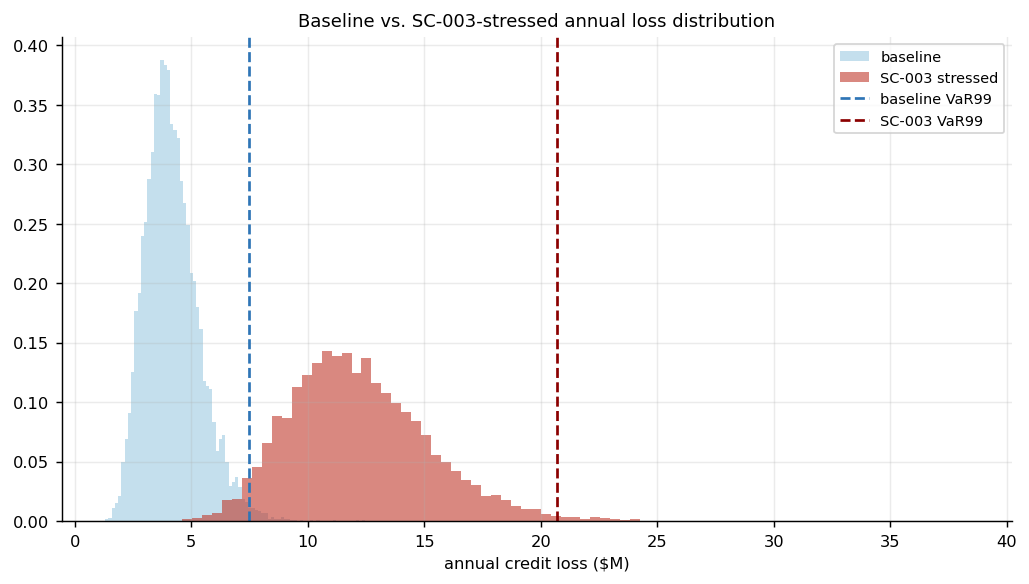 Baseline vs. SC-003-stressed annual loss distribution
baseline
SC-003 stressed
baseline VaR99
SC-003 VaR99
0.40
0.35
0.30
0.25
0.20
0.15
0.10
0.05
0.00
0 5 10 15 20 25 30 35 40
annual credit loss ($M)